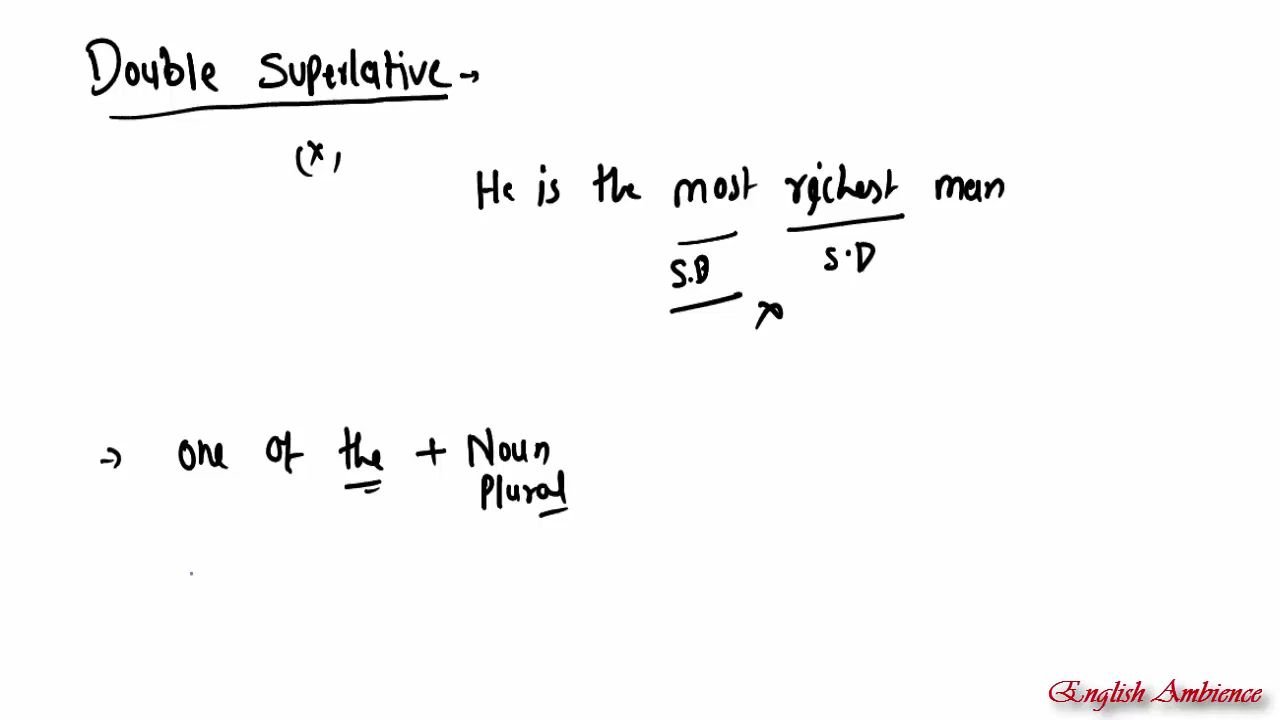 Double Superlative →
(x)
He is the most richest man
S.D S.D
x
→ one of the + Noun
Plural
English Ambience